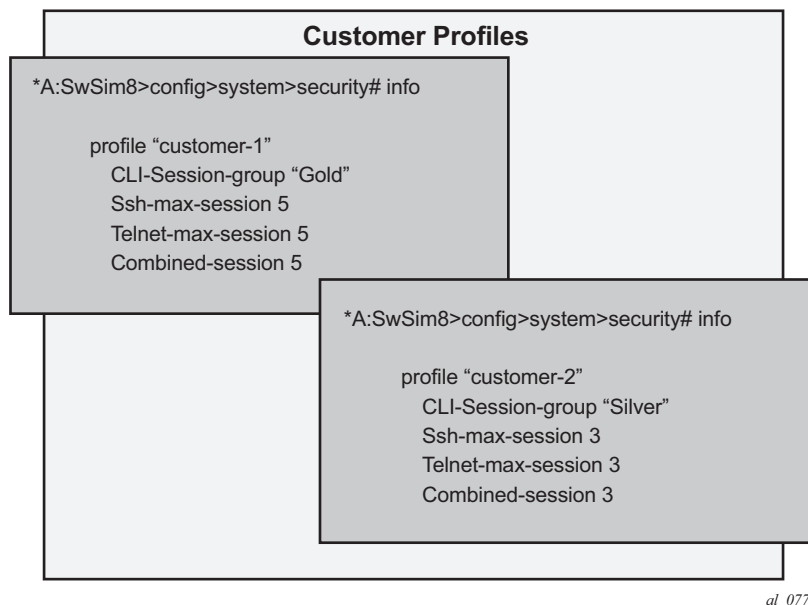 Customer Profiles
*A:SwSim8>config>system>security# info
profile “customer-1”
CLI-Session-group “Gold”
Ssh-max-session 5
Telnet-max-session 5
Combined-session 5
*A:SwSim8>config>system>security# info
profile “customer-2”
CLI-Session-group “Silver”
Ssh-max-session 3
Telnet-max-session 3
Combined-session 3
al_077